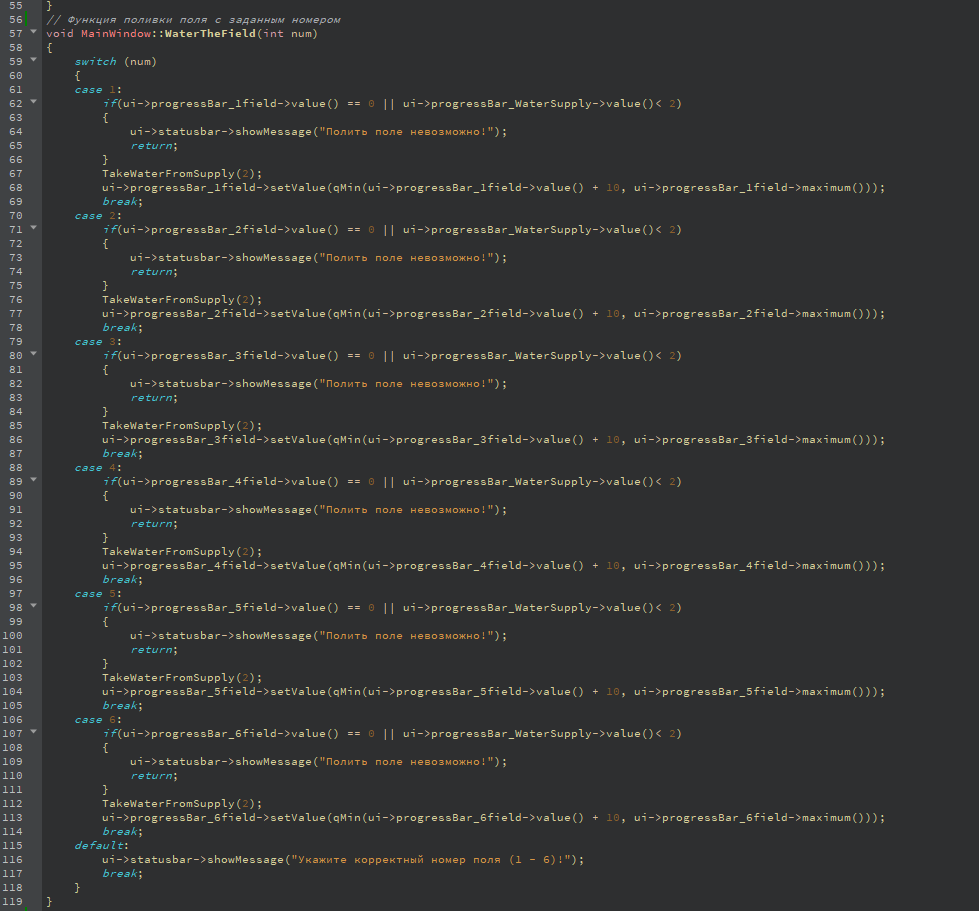 55 }
56 // Функция поливки поля с заданным номером
57 void MainWindow::WaterTheField(int num)
58 {
59     switch (num)
60     {
61     case 1:
62         if(ui->progressBar_1field->value() == 0 || ui->progressBar_WaterSupply->value()< 2)
63         {
64             ui->statusbar->showMessage("Полить поле невозможно!");
65             return;
66         }
67         TakeWaterFromSupply(2);
68         ui->progressBar_1field->setValue(qMin(ui->progressBar_1field->value() + 10, ui->progressBar_1field->maximum()));
69         break;
70     case 2:
71         if(ui->progressBar_2field->value() == 0 || ui->progressBar_WaterSupply->value()< 2)
72         {
73             ui->statusbar->showMessage("Полить поле невозможно!");
74             return;
75         }
76         TakeWaterFromSupply(2);
77         ui->progressBar_2field->setValue(qMin(ui->progressBar_2field->value() + 10, ui->progressBar_2field->maximum()));
78         break;
79     case 3:
80         if(ui->progressBar_3field->value() == 0 || ui->progressBar_WaterSupply->value()< 2)
81         {
82             ui->statusbar->showMessage("Полить поле невозможно!");
83             return;
84         }
85         TakeWaterFromSupply(2);
86         ui->progressBar_3field->setValue(qMin(ui->progressBar_3field->value() + 10, ui->progressBar_3field->maximum()));
87         break;
88     case 4:
89         if(ui->progressBar_4field->value() == 0 || ui->progressBar_WaterSupply->value()< 2)
90         {
91             ui->statusbar->showMessage("Полить поле невозможно!");
92             return;
93         }
94         TakeWaterFromSupply(2);
95         ui->progressBar_4field->setValue(qMin(ui->progressBar_4field->value() + 10, ui->progressBar_4field->maximum()));
96         break;
97     case 5:
98         if(ui->progressBar_5field->value() == 0 || ui->progressBar_WaterSupply->value()< 2)
99         {
100             ui->statusbar->showMessage("Полить поле невозможно!");
101             return;
102         }
103         TakeWaterFromSupply(2);
104         ui->progressBar_5field->setValue(qMin(ui->progressBar_5field->value() + 10, ui->progressBar_5field->maximum()));
105         break;
106     case 6:
107         if(ui->progressBar_6field->value() == 0 || ui->progressBar_WaterSupply->value()< 2)
108         {
109             ui->statusbar->showMessage("Полить поле невозможно!");
110             return;
111         }
112         TakeWaterFromSupply(2);
113         ui->progressBar_6field->setValue(qMin(ui->progressBar_6field->value() + 10, ui->progressBar_6field->maximum()));
114         break;
115     default:
116         ui->statusbar->showMessage("Укажите корректный номер поля (1 - 6)!");
117         break;
118     }
119 }